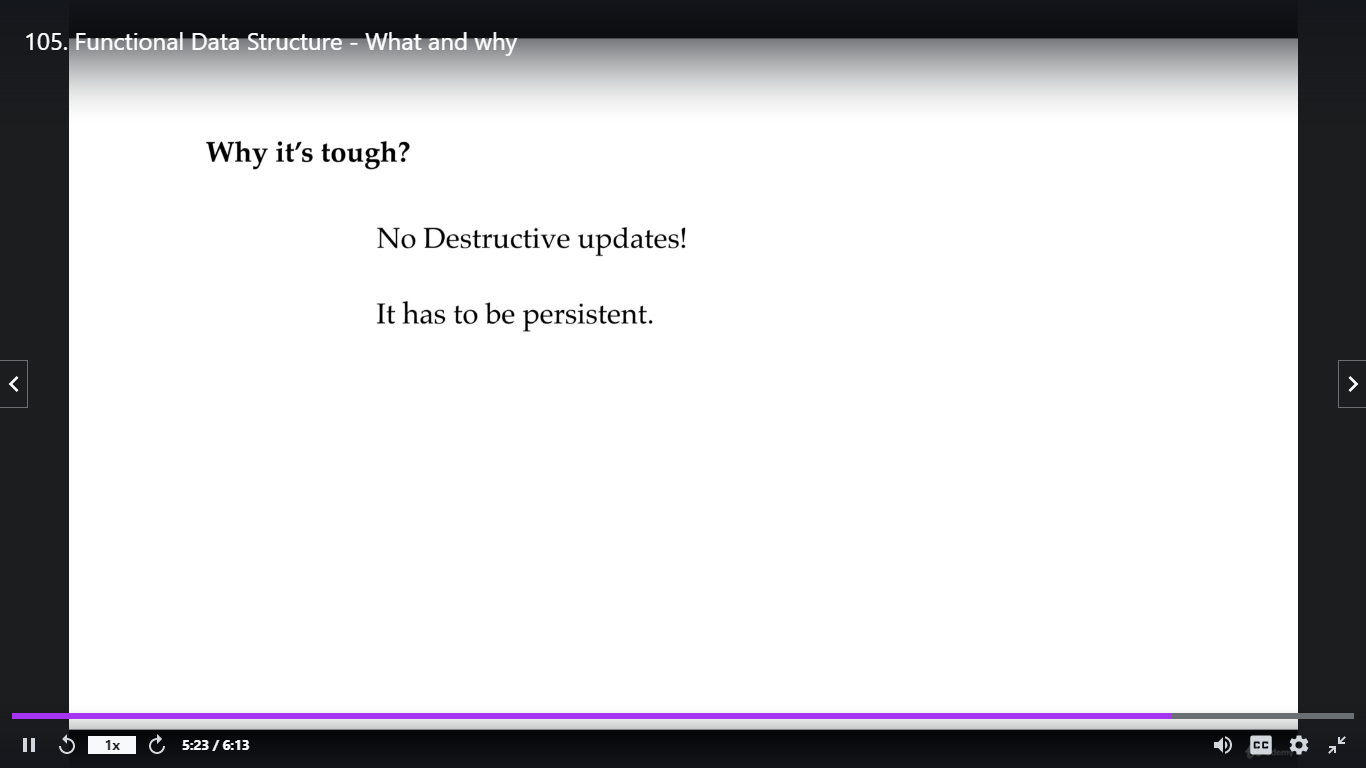 105. Functional Data Structure - What and why
Why it's tough?
No Destructive updates!
It has to be persistent.
1x
5:23 / 6:13
CC